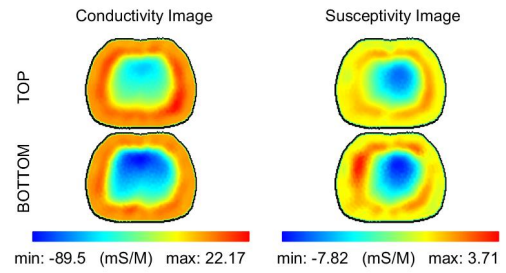 Conductivity Image
Susceptivity Image
TOP
BOTTOM
min: -89.5 (mS/M) max: 22.17
min: -7.82 (mS/M) max: 3.71